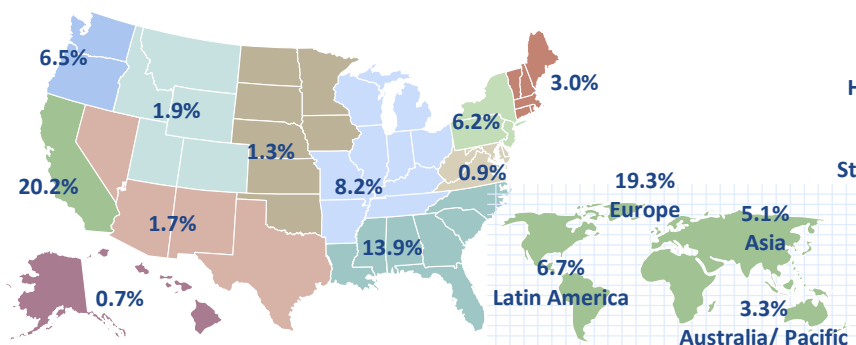 6.5%
3.0%
H
1.9%
6.2%
1.3%
0.9%
St
20.2%
8.2%
19.3%
Europe
5.1%
Asia
1.7%
13.9%
6.7%
Latin America
0.7%
3.3%
Australia/ Pacific